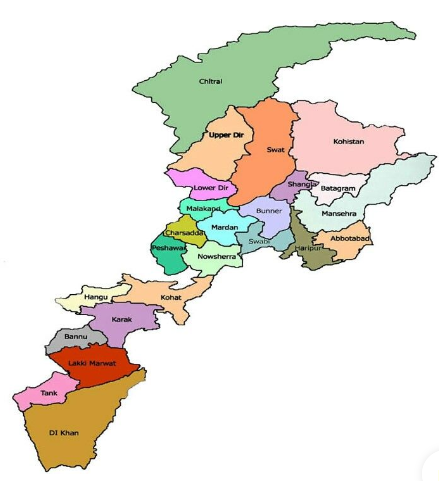 Chitral
Upper Dir
Swat
Kohistan
Lower Dir
Shangla
Batagram
Malakand
Bunner
Mansehra
Charsadda
Mardan
Swabi
Abbotabad
Peshawar
Nowsherra
Haripur
Hangu
Kohat
Karak
Bannu
Lakki Marwat
Tank
DI Khan